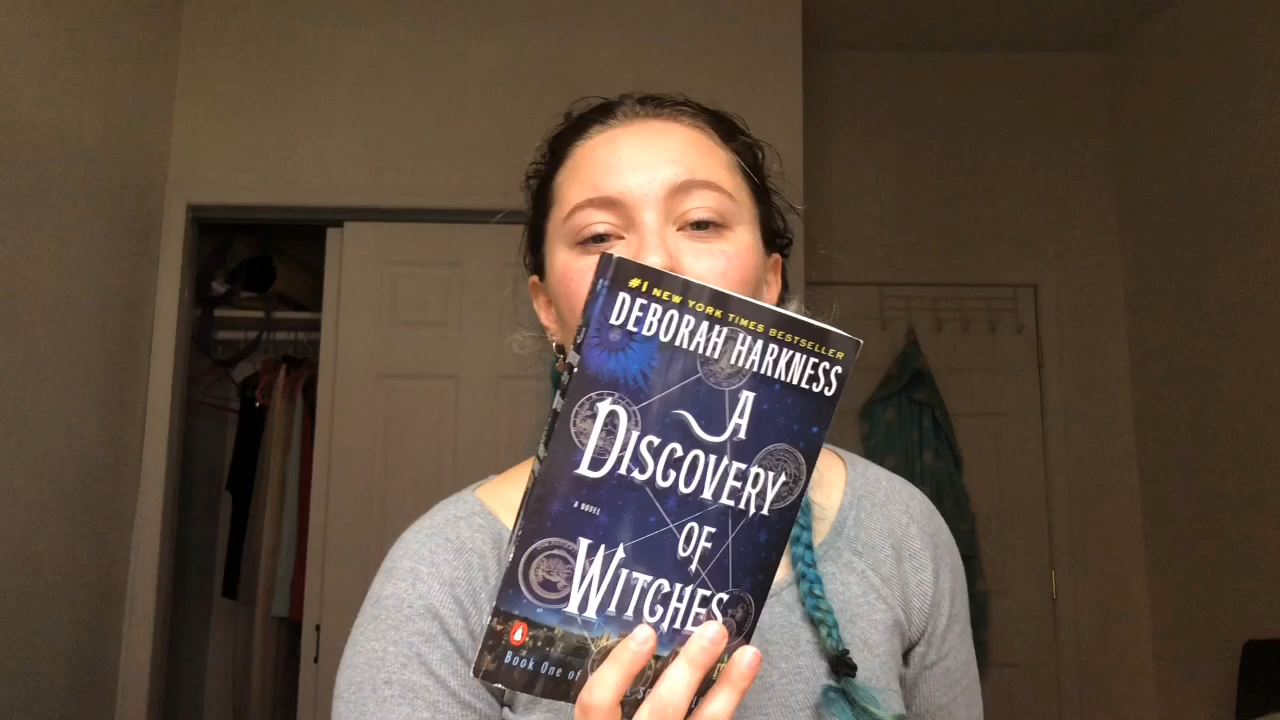 #1 NEW YORK TIMES BESTSELLER
DEBORAH HARKNESS
A
DISCOVERY
A NOVEL
OF
WITCHES
Book One of